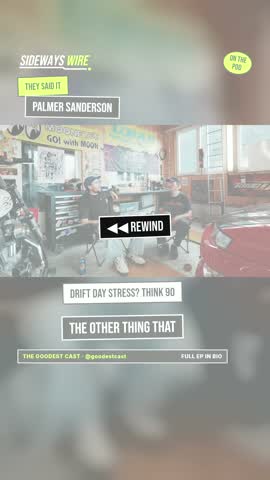 SIDEWAYS WIRE.
ON THE
POD
THEY SAID IT
PALMER SANDERSON
MOONEYES
GO! with MOON
REWIND
DRIFT DAY STRESS? THINK 90
THE OTHER THING THAT
THE GOODEST CAST · @goodestcast
FULL EP IN BIO